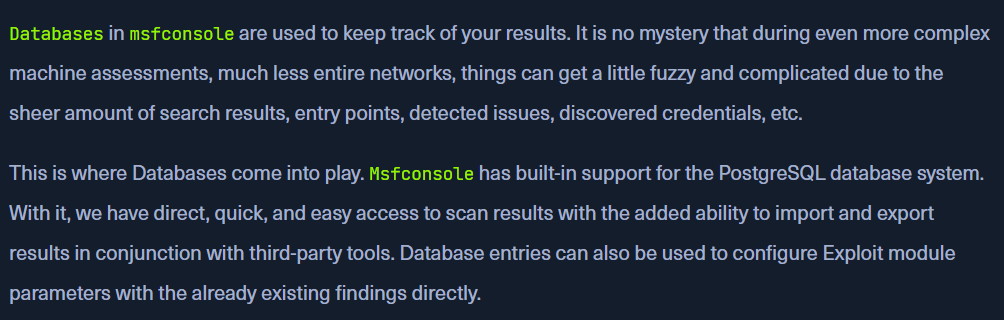 Databases in msfconsole are used to keep track of your results. It is no mystery that during even more complex
machine assessments, much less entire networks, things can get a little fuzzy and complicated due to the
sheer amount of search results, entry points, detected issues, discovered credentials, etc.
This is where Databases come into play. Msfconsole has built-in support for the PostgreSQL database system.
With it, we have direct, quick, and easy access to scan results with the added ability to import and export
results in conjunction with third-party tools. Database entries can also be used to configure Exploit module
parameters with the already existing findings directly.